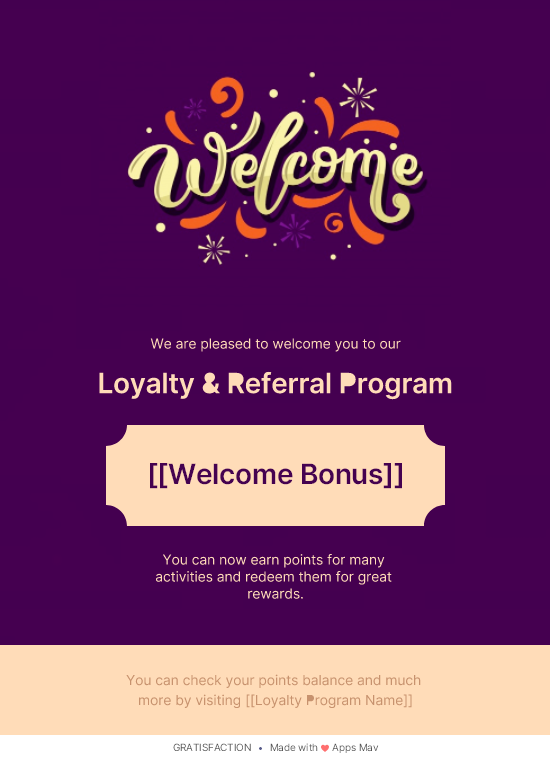 Welcome
We are pleased to welcome you to our
Loyalty & Referral Program
[[Welcome Bonus]]
You can now earn points for many
activities and redeem them for great
rewards.
You can check your points balance and much
more by visiting [[Loyalty Program Name]]
GRATISFACTION • Made with ❤ Apps Mav